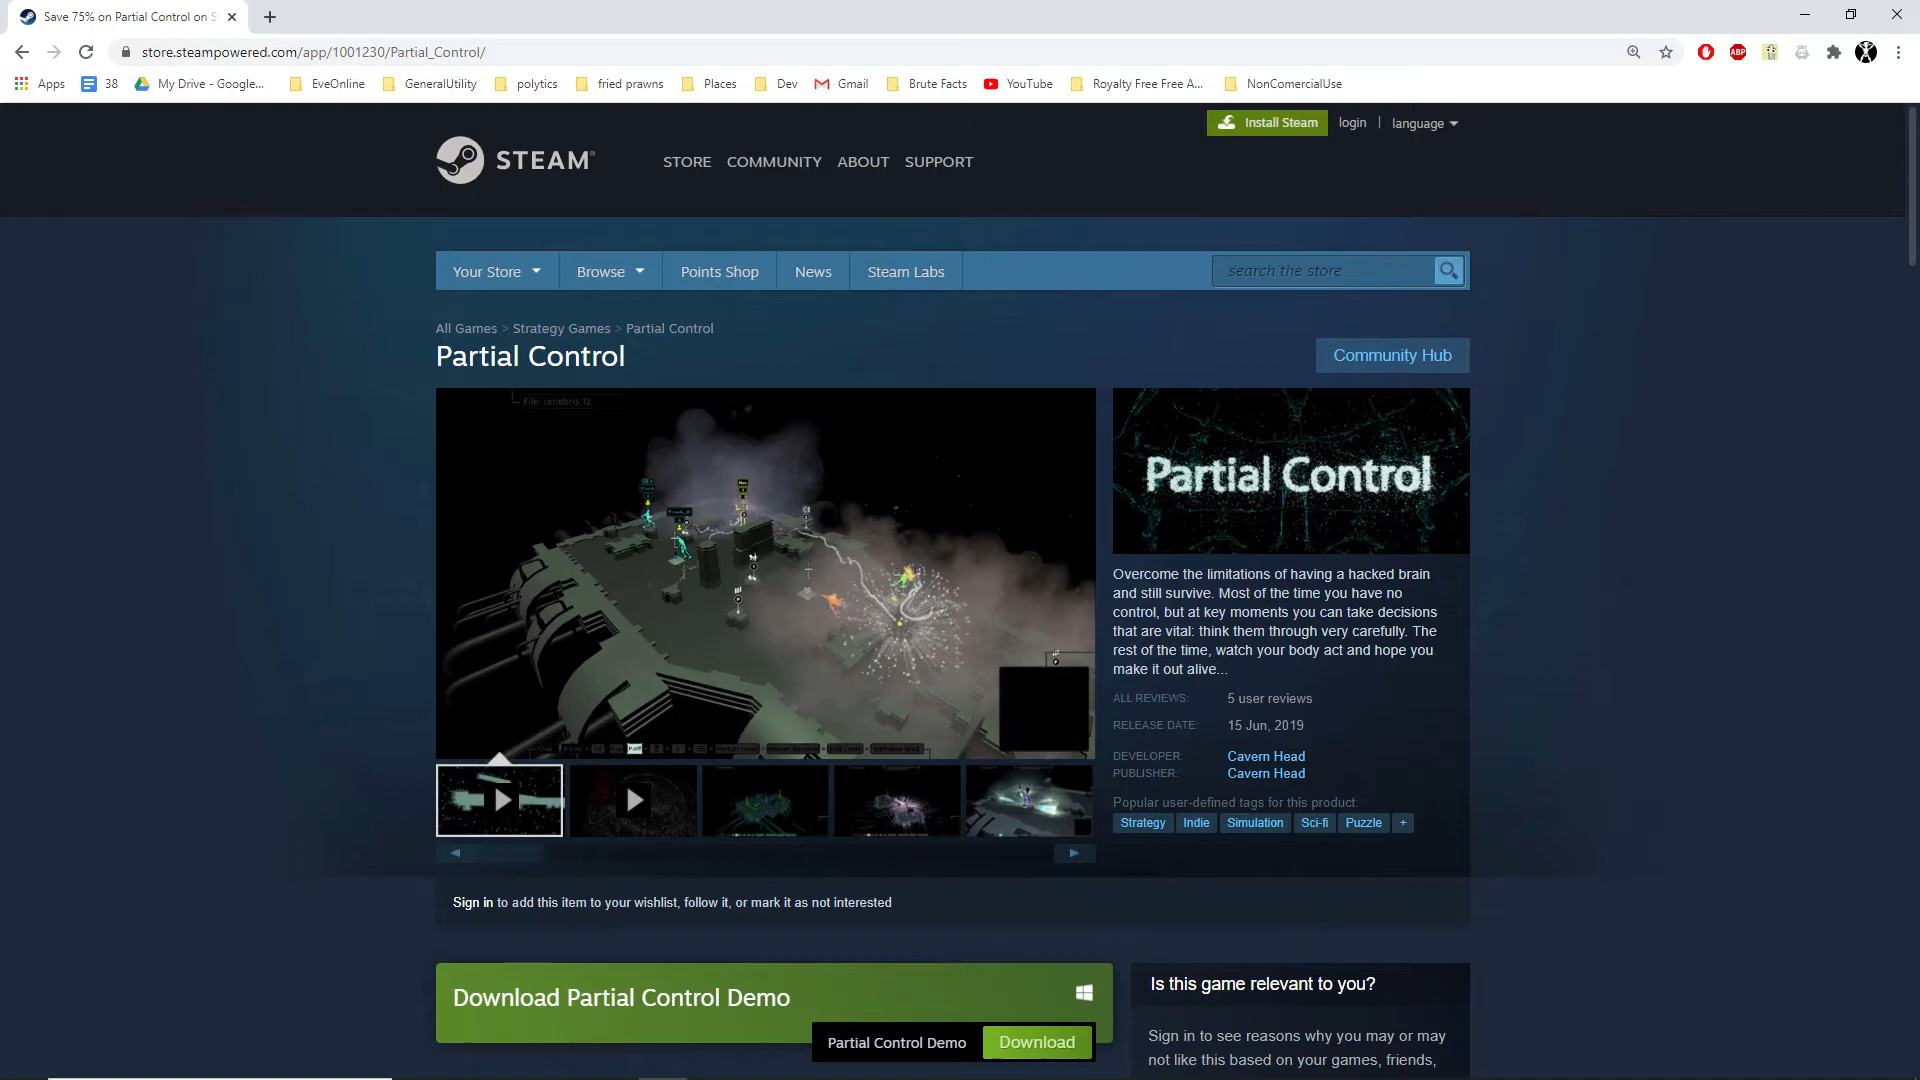 Save 75% on Partial Control on S
store.steampowered.com/app/1001230/Partial_Control/
Apps
38
My Drive - Google...
EveOnline
GeneralUtility
polytics
fried prawns
Places
Dev
Gmail
Brute Facts
YouTube
Royalty Free Free A...
NonComercialUse
Install Steam
login
language
STEAM
STORE
COMMUNITY
ABOUT
SUPPORT
Your Store
Browse
Points Shop
News
Steam Labs
search the store
All Games > Strategy Games > Partial Control
Partial Control
Community Hub
File: cenebris 12
Partial Control
Overcome the limitations of having a hacked brain
and still survive. Most of the time you have no
control, but at key moments you can take decisions
that are vital: think them through very carefully. The
rest of the time, watch your body act and hope you
make it out alive...
ALL REVIEWS: 5 user reviews
RELEASE DATE: 15 Jun, 2019
DEVELOPER: Cavern Head
PUBLISHER: Cavern Head
Popular user-defined tags for this product:
Strategy
Indie
Simulation
Sci-fi
Puzzle
+
Sign in to add this item to your wishlist, follow it, or mark it as not interested
Download Partial Control Demo
Partial Control Demo
Download
Is this game relevant to you?
Sign in to see reasons why you may or may
not like this based on your games, friends,